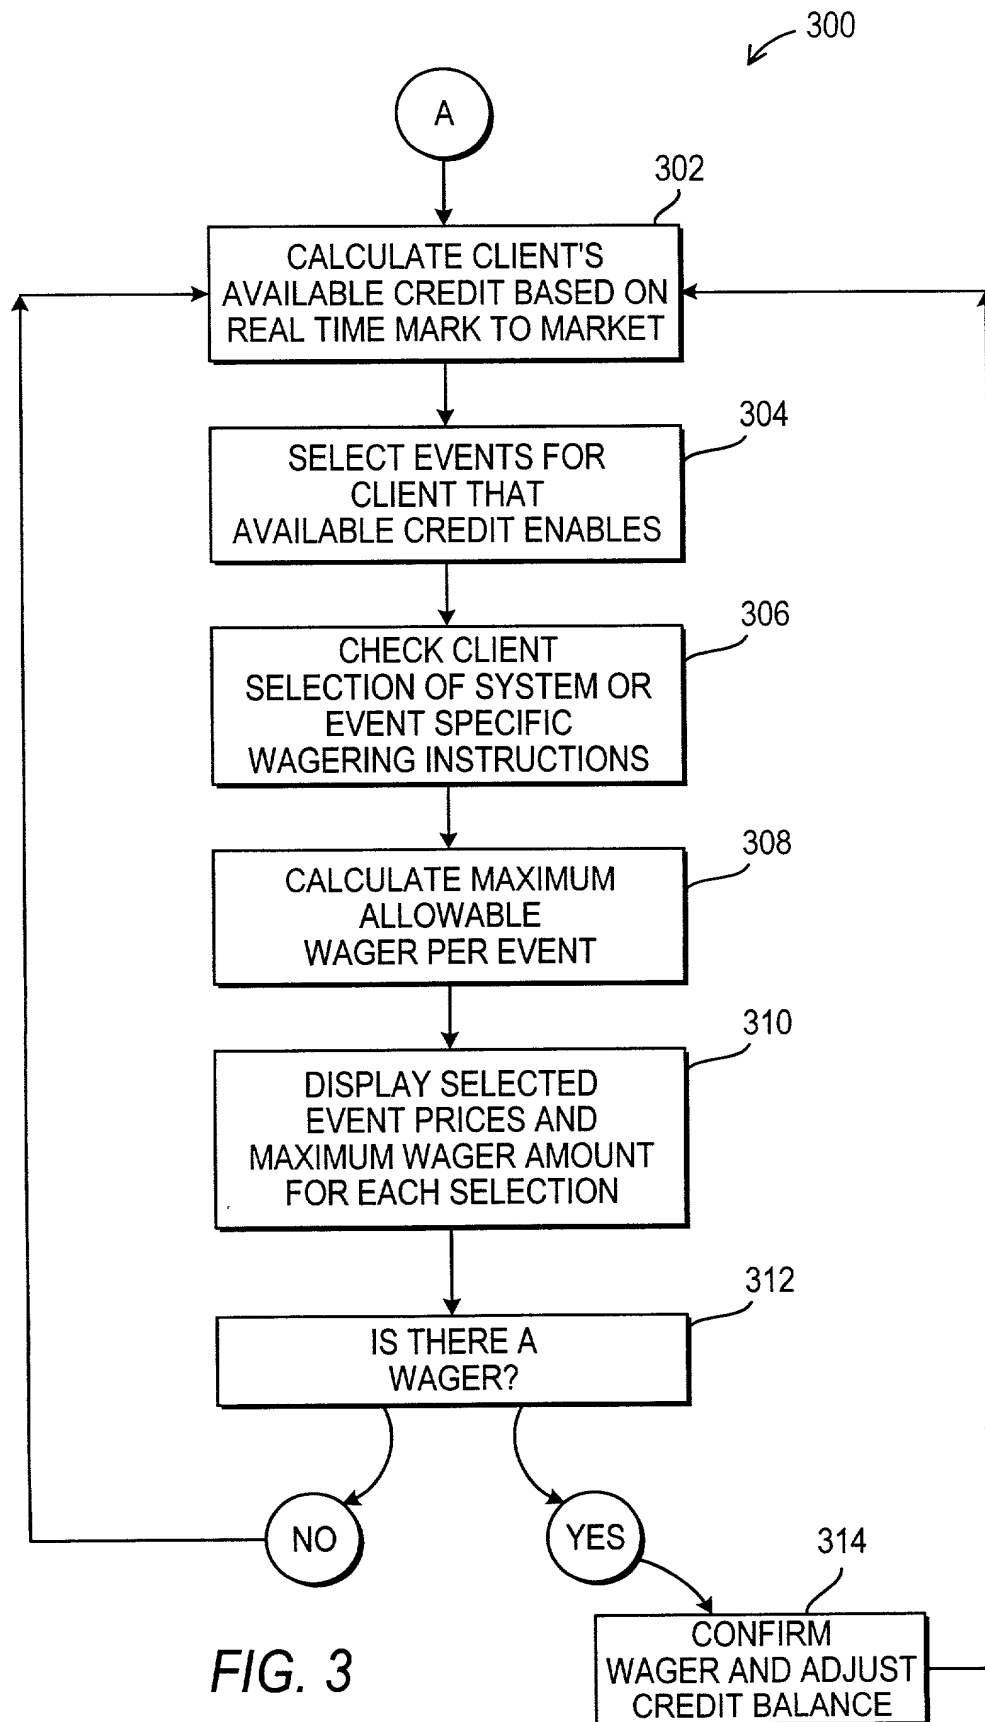 300
A
302
CALCULATE CLIENT'S
AVAILABLE CREDIT BASED ON
REAL TIME MARK TO MARKET
304
SELECT EVENTS FOR
CLIENT THAT
AVAILABLE CREDIT ENABLES
306
CHECK CLIENT
SELECTION OF SYSTEM OR
EVENT SPECIFIC
WAGERING INSTRUCTIONS
308
CALCULATE MAXIMUM
ALLOWABLE
WAGER PER EVENT
310
DISPLAY SELECTED
EVENT PRICES AND
MAXIMUM WAGER AMOUNT
FOR EACH SELECTION
312
IS THERE A
WAGER?
NO
YES
314
CONFIRM
WAGER AND ADJUST
CREDIT BALANCE
FIG. 3